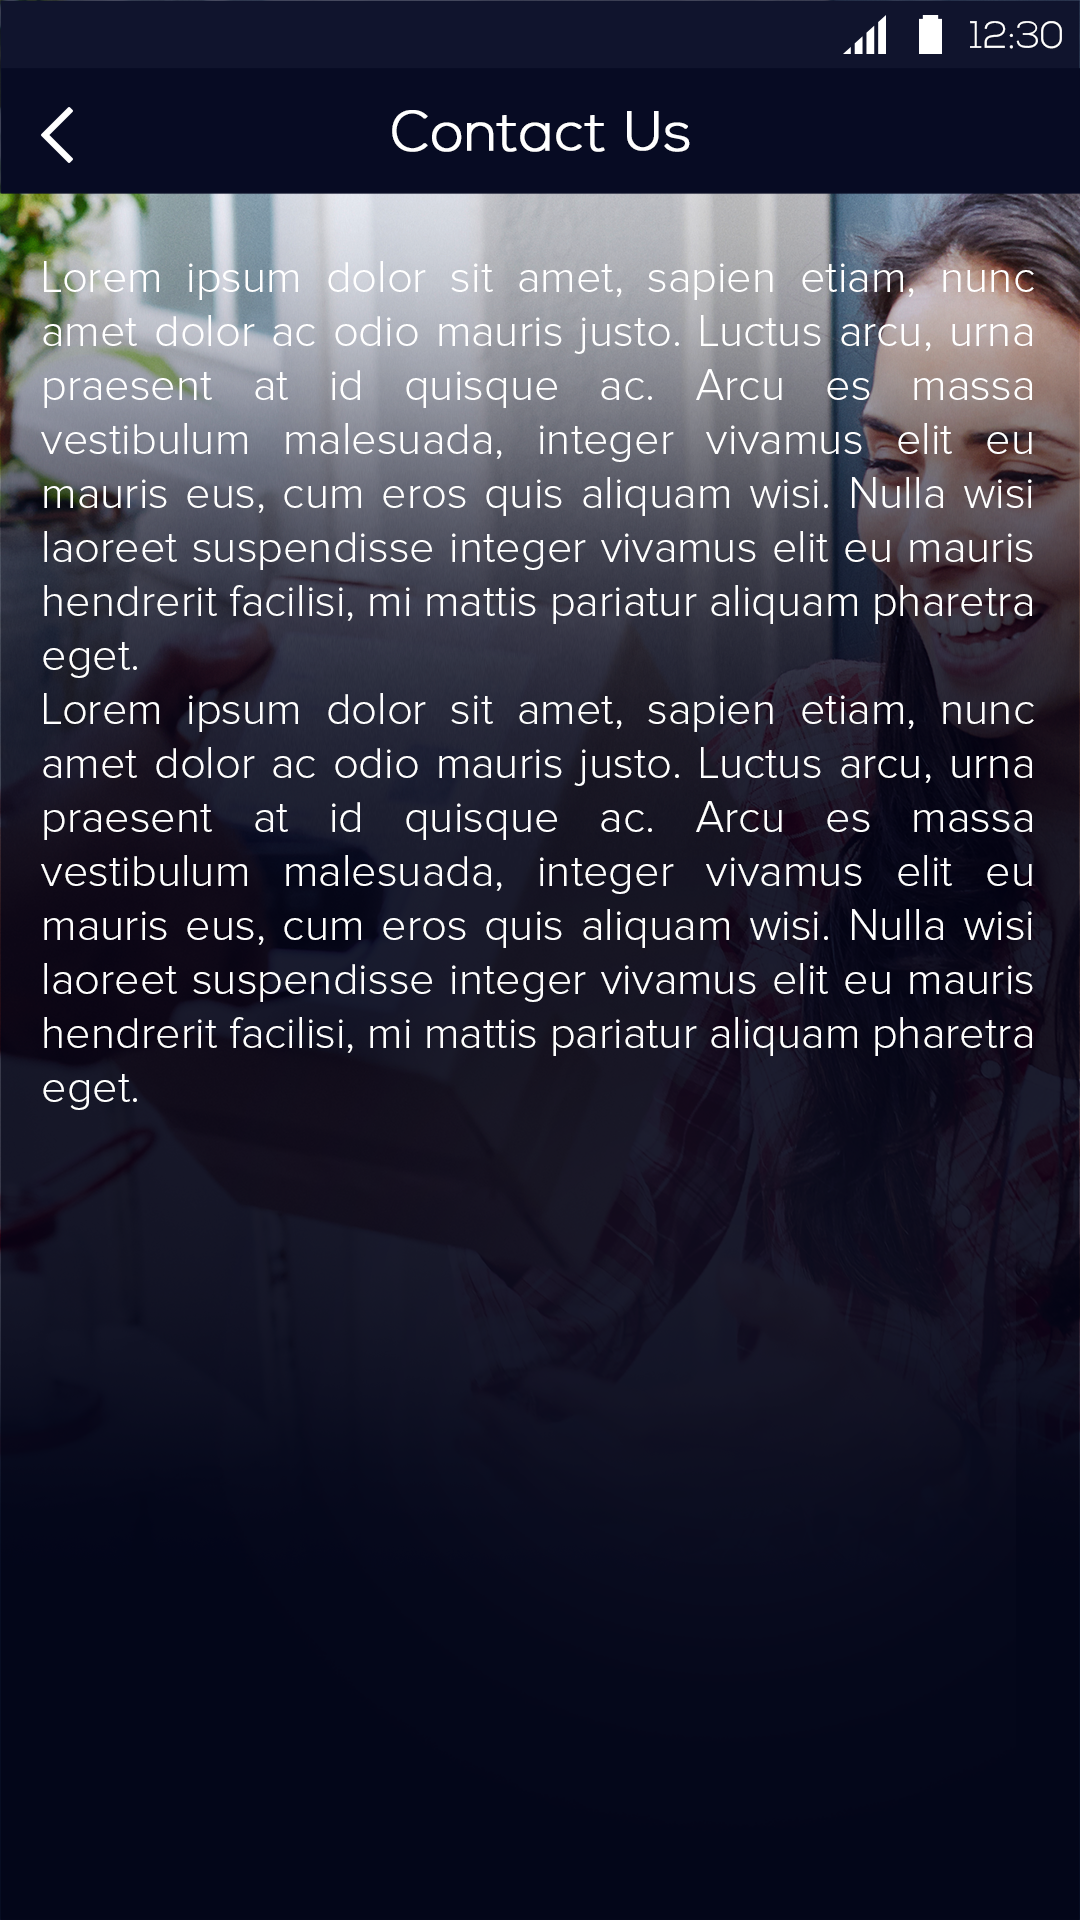 12:30
Contact Us
Lorem ipsum dolor sit amet, sapien etiam, nunc
amet dolor ac odio mauris justo. Luctus arcu, urna
praesent at id quisque ac. Arcu es massa
vestibulum malesuada, integer vivamus elit eu
mauris eus, cum eros quis aliquam wisi. Nulla wisi
laoreet suspendisse integer vivamus elit eu mauris
hendrerit facilisi, mi mattis pariatur aliquam pharetra
eget.
Lorem ipsum dolor sit amet, sapien etiam, nunc
amet dolor ac odio mauris justo. Luctus arcu, urna
praesent at id quisque ac. Arcu es massa
vestibulum malesuada, integer vivamus elit eu
mauris eus, cum eros quis aliquam wisi. Nulla wisi
laoreet suspendisse integer vivamus elit eu mauris
hendrerit facilisi, mi mattis pariatur aliquam pharetra
eget.